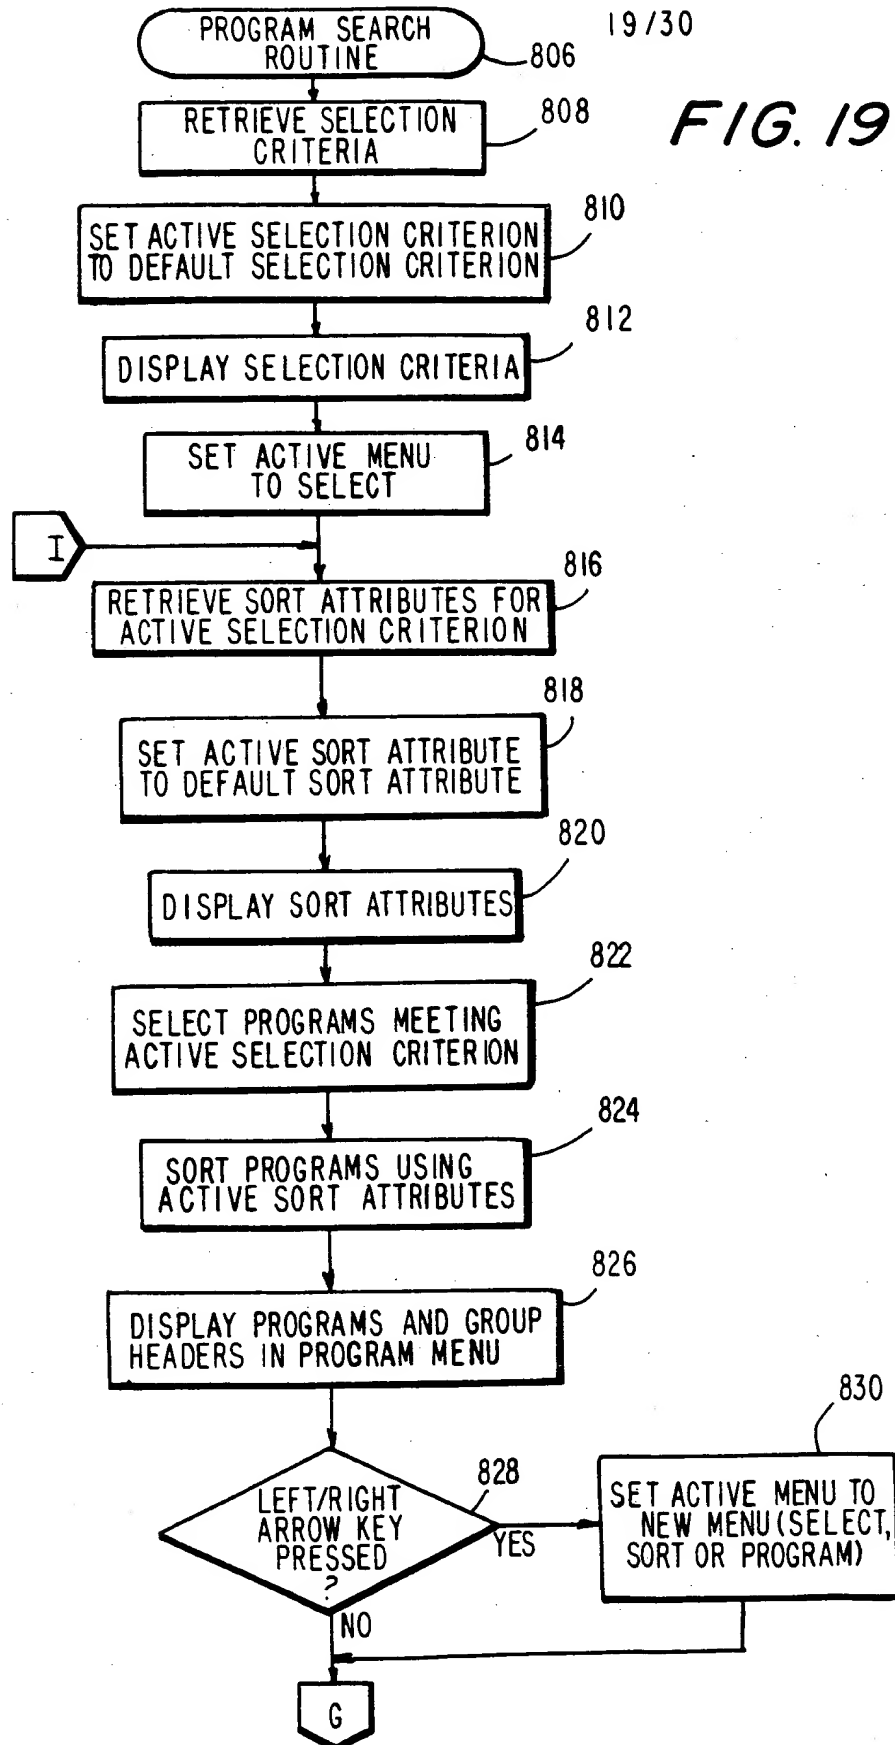 PROGRAM SEARCH
ROUTINE
806
19/30
FIG. 19
RETRIEVE SELECTION
CRITERIA
808
SET ACTIVE SELECTION CRITERION
TO DEFAULT SELECTION CRITERION
810
DISPLAY SELECTION CRITERIA
812
SET ACTIVE MENU
TO SELECT
814
I
RETRIEVE SORT ATTRIBUTES FOR
ACTIVE SELECTION CRITERION
816
SET ACTIVE SORT ATTRIBUTE
TO DEFAULT SORT ATTRIBUTE
818
DISPLAY SORT ATTRIBUTES
820
SELECT PROGRAMS MEETING
ACTIVE SELECTION CRITERION
822
SORT PROGRAMS USING
ACTIVE SORT ATTRIBUTES
824
DISPLAY PROGRAMS AND GROUP
HEADERS IN PROGRAM MENU
826
LEFT/RIGHT
ARROW KEY
PRESSED
?
828
YES
SET ACTIVE MENU TO
NEW MENU (SELECT,
SORT OR PROGRAM)
830
NO
G